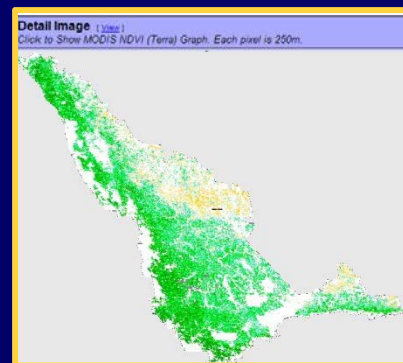 Detail Image [ View ]
Click to Show MODIS NDVI (Terra) Graph. Each pixel is 250m.